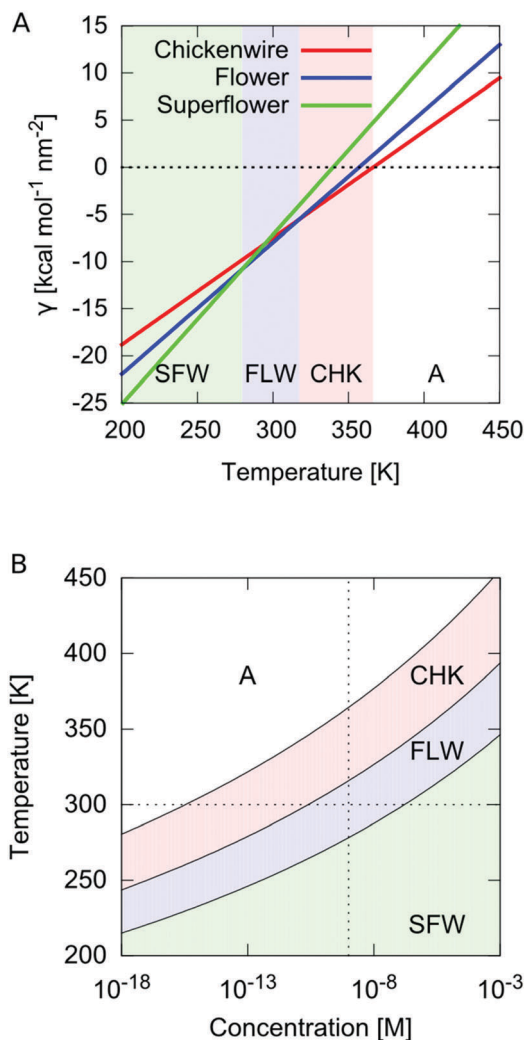 A
15
10
5
0
-5
-10
-15
-20
-25
γ [kcal mol⁻¹ nm⁻²]
Chickenwire
Flower
Superflower
SFW FLW CHK A
200 250 300 350 400 450
Temperature [K]
B
450
400
350
300
250
200
Temperature [K]
A
CHK
FLW
SFW
10⁻¹⁸ 10⁻¹³ 10⁻⁸ 10⁻³
Concentration [M]